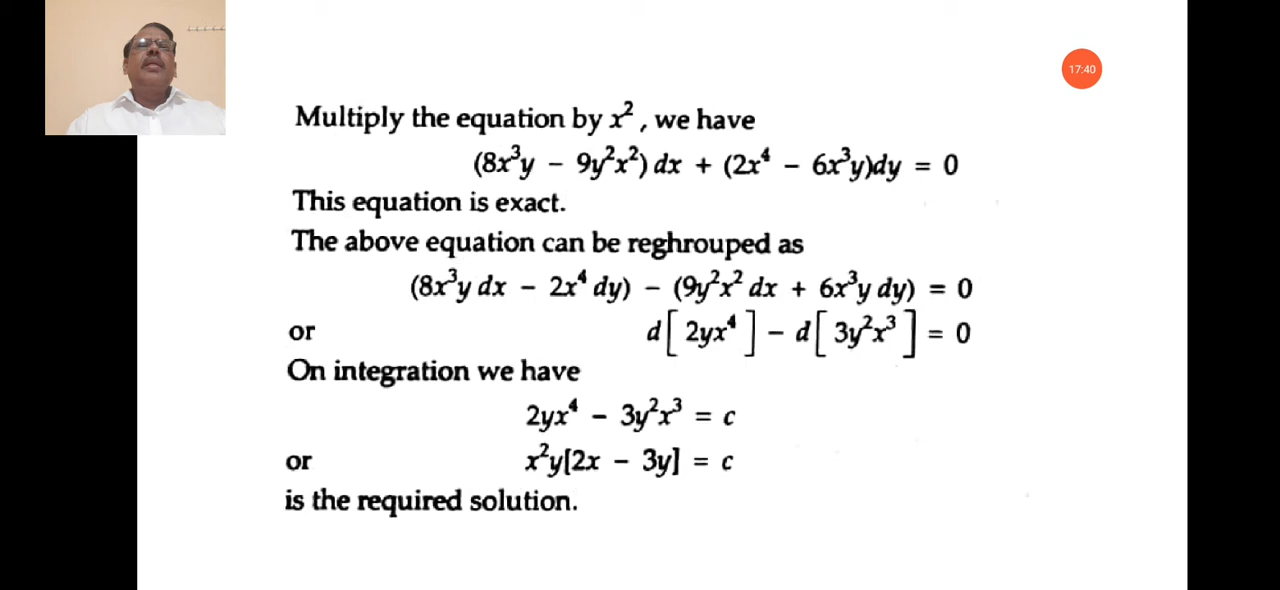 17:40
Multiply the equation by x², we have
(8x³y − 9y²x²) dx + (2x⁴ − 6x³y)dy = 0
This equation is exact.
The above equation can be reghrouped as
(8x³y dx − 2x⁴ dy) − (9y²x² dx + 6x³y dy) = 0
or d[ 2yx⁴ ] − d[ 3y²x³ ] = 0
On integration we have
2yx⁴ − 3y²x³ = c
or x²y[2x − 3y] = c
is the required solution.